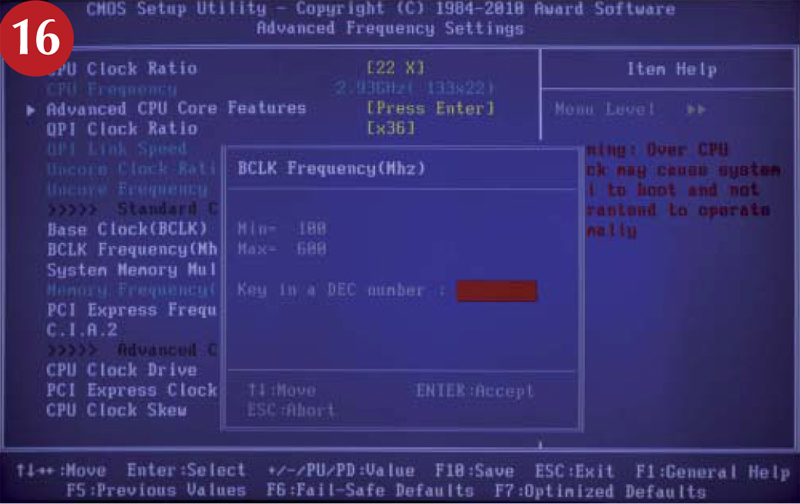 16
CMOS Setup Utility - Copyright (C) 1984-2010 Award Software
Advanced Frequency Settings
CPU Clock Ratio [22 X]
CPU Frequency 2.93GHz( 133x22)
▶ Advanced CPU Core Features [Press Enter]
QPI Clock Ratio [x36]
QPI Link Speed
Uncore Clock Rati
Uncore Frequency
>>>>> Standard C
Base Clock(BCLK)
BCLK Frequency(Mh
System Memory Mul
Memory Frequency(
PCI Express Frequ
C.I.A.2
>>>>> Advanced C
CPU Clock Drive
PCI Express Clock
CPU Clock Skew
Item Help
Menu Level ▶▶
ning: Over CPU
ck may cause system
l to boot and not
ranteed to operate
mally
BCLK Frequency(Mhz)
Min= 100
Max= 600
Key in a DEC number :
↑↓:Move ENTER:Accept
ESC:Abort
↑↓→←:Move Enter:Select +/-/PU/PD:Value F10:Save ESC:Exit F1:General Help
F5:Previous Values F6:Fail-Safe Defaults F7:Optimized Defaults